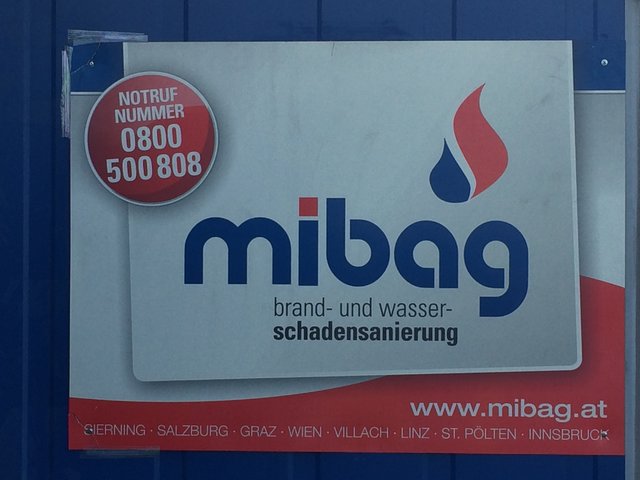 NOTRUF
NUMMER
0800
500 808
mibag
brand- und wasser-
schadensanierung
www.mibag.at
SIERNING · SALZBURG · GRAZ · WIEN · VILLACH · LINZ · ST. PÖLTEN · INNSBRUCK